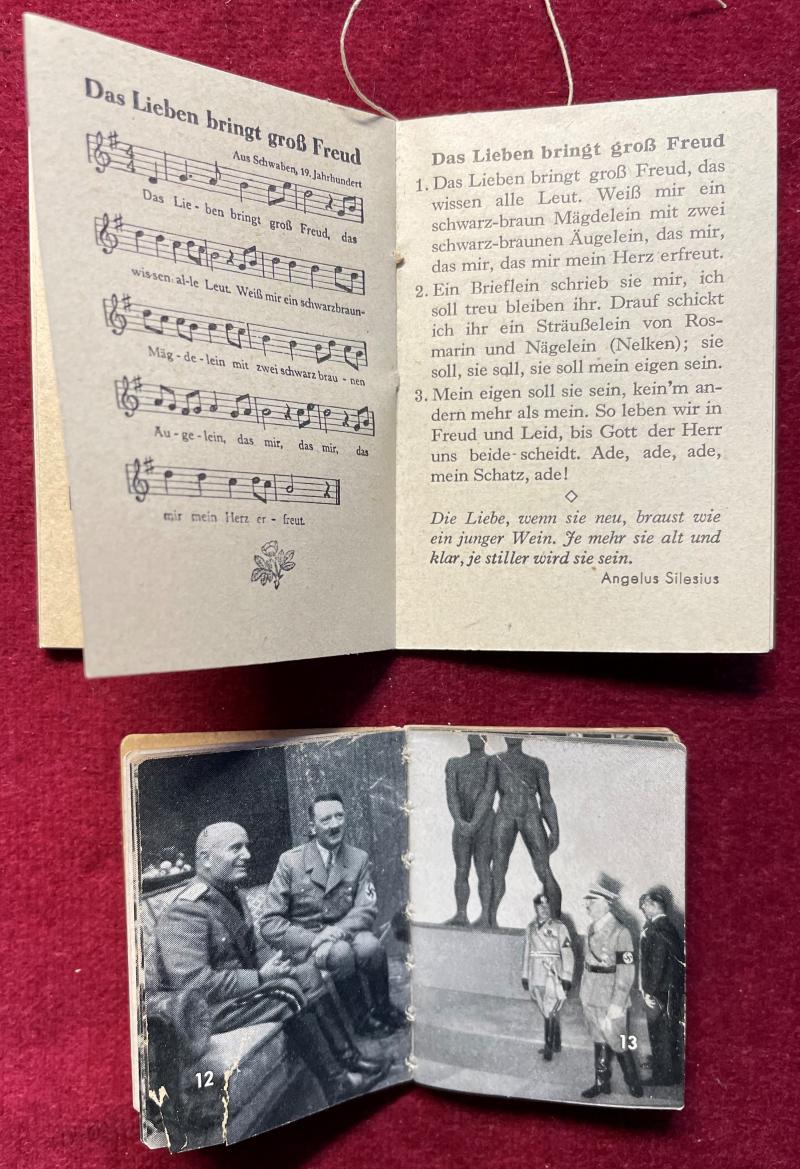 Das Lieben bringt groß Freud
Aus Schwaben, 19. Jahrhundert
4
4
Das Lie - ben bringt groß Freud, das
wis-sen al-le Leut. Weiß mir ein schwarzbraun-
Mäg - de - lein mit zwei schwarz brau - nen
Äu - ge - lein, das mir, das mir, das
mir mein Herz er - freut.
Das Lieben bringt groß Freud
1. Das Lieben bringt groß Freud, das
wissen alle Leut. Weiß mir ein
schwarz-braun Mägdelein mit zwei
schwarz-braunen Äugelein, das mir,
das mir, das mir mein Herz erfreut.
2. Ein Brieflein schrieb sie mir, ich
soll treu bleiben ihr. Drauf schickt
ich ihr ein Sträußelein von Ros-
marin und Nägelein (Nelken); sie
soll, sie soll, sie soll mein eigen sein.
3. Mein eigen soll sie sein, kein'm an-
dern mehr als mein. So leben wir in
Freud und Leid, bis Gott der Herr
uns beide-scheidt. Ade, ade, ade,
mein Schatz, ade!
Die Liebe, wenn sie neu, braust wie
ein junger Wein. Je mehr sie alt und
klar, je stiller wird sie sein.
Angelus Silesius
12
13